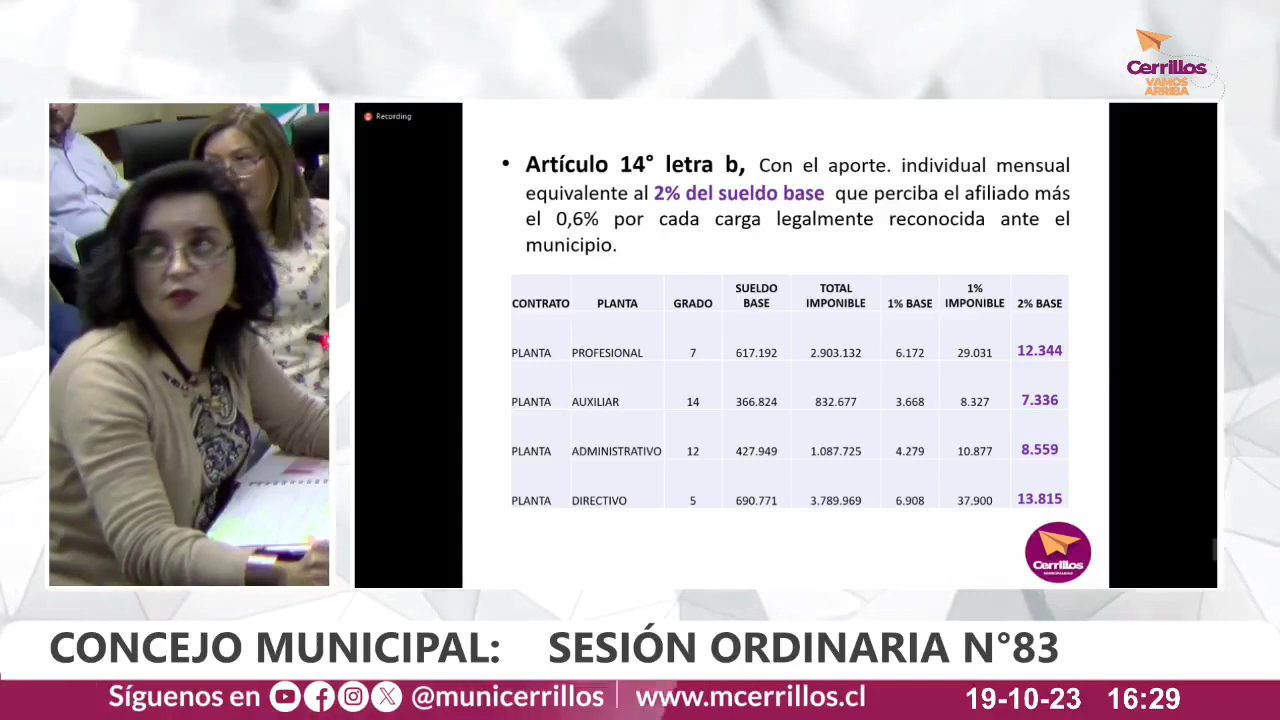 Cerrillos
VAMOS
ARRIBA
Recording
• Artículo 14° letra b, Con el aporte. individual mensual
equivalente al 2% del sueldo base que perciba el afiliado más
el 0,6% por cada carga legalmente reconocida ante el
municipio.
CONTRATO PLANTA GRADO SUELDO BASE TOTAL IMPONIBLE 1% BASE 1% IMPONIBLE 2% BASE
PLANTA PROFESIONAL 7 617.192 2.903.132 6.172 29.031 12.344
PLANTA AUXILIAR 14 366.824 832.677 3.668 8.327 7.336
PLANTA ADMINISTRATIVO 12 427.949 1.087.725 4.279 10.877 8.559
PLANTA DIRECTIVO 5 690.771 3.789.969 6.908 37.900 13.815
Cerrillos
CONCEJO MUNICIPAL: SESIÓN ORDINARIA N°83
Síguenos en @municerrillos | www.mcerrillos.cl 19-10-23 16:29